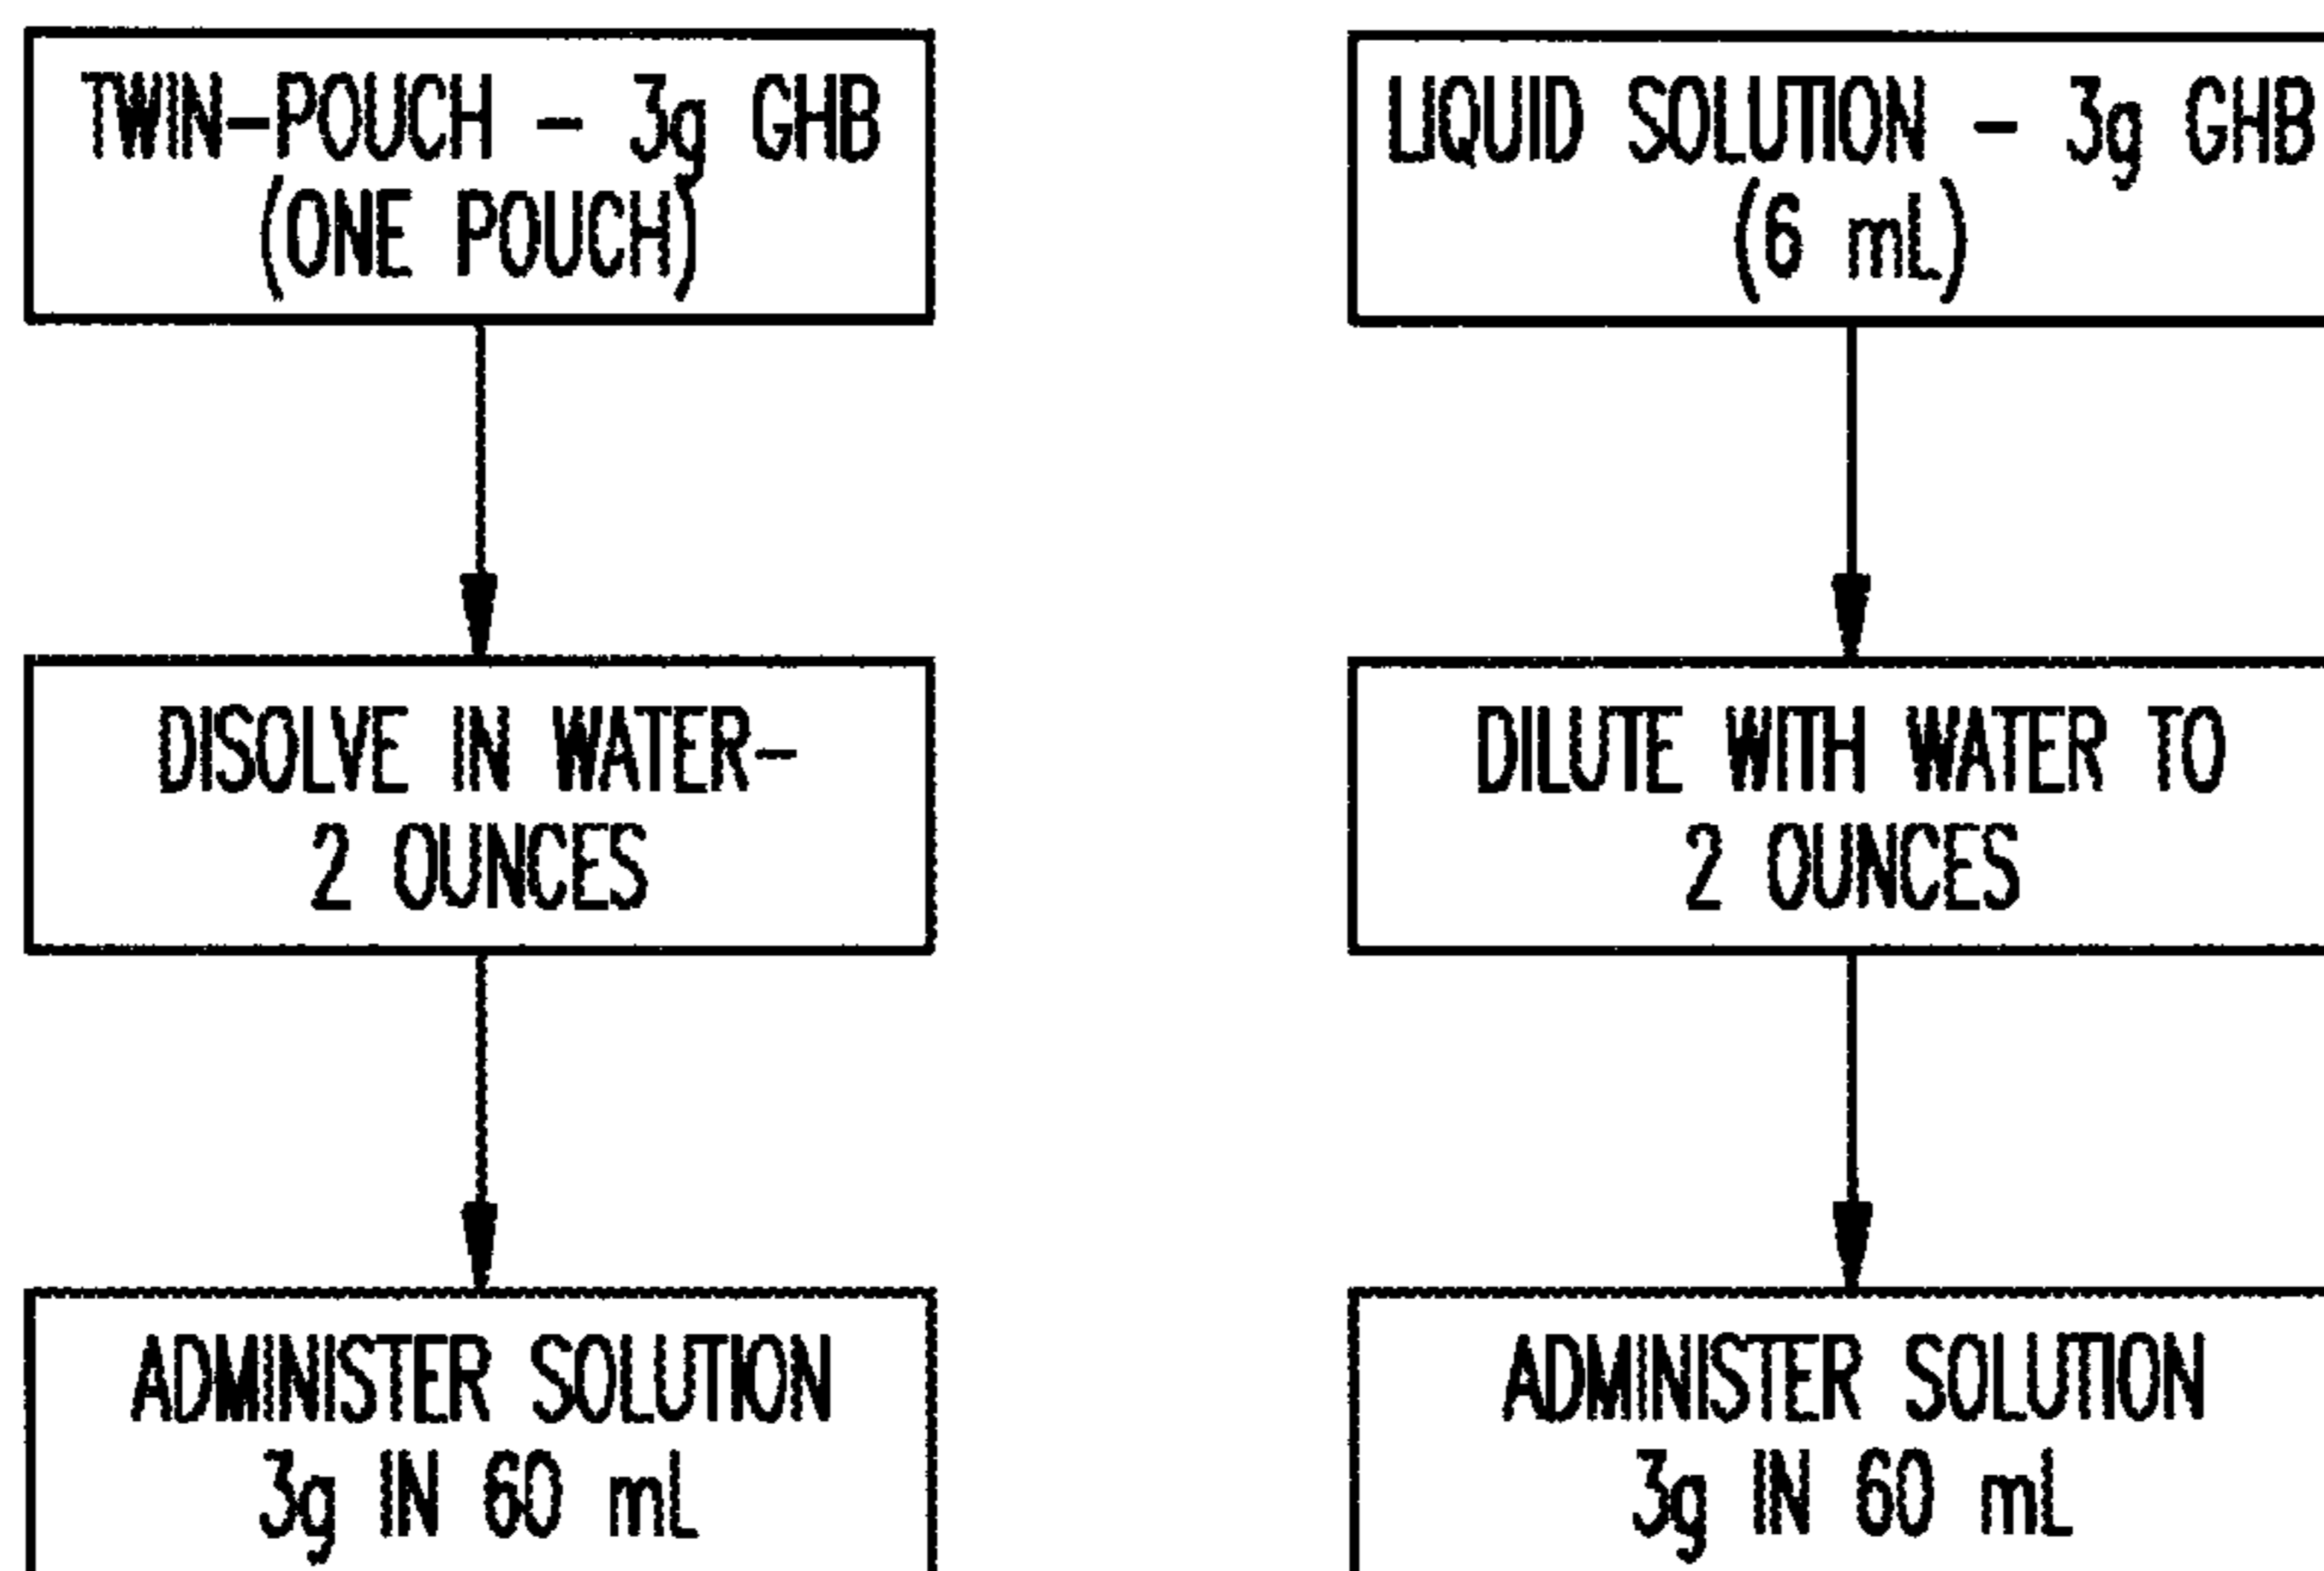 TWIN-POUCH - 3g GHB
(ONE POUCH)
DISOLVE IN WATER-
2 OUNCES
ADMINISTER SOLUTION
3g IN 60 mL
LIQUID SOLUTION - 3g GHB
(6 mL)
DILUTE WITH WATER TO
2 OUNCES
ADMINISTER SOLUTION
3g IN 60 mL